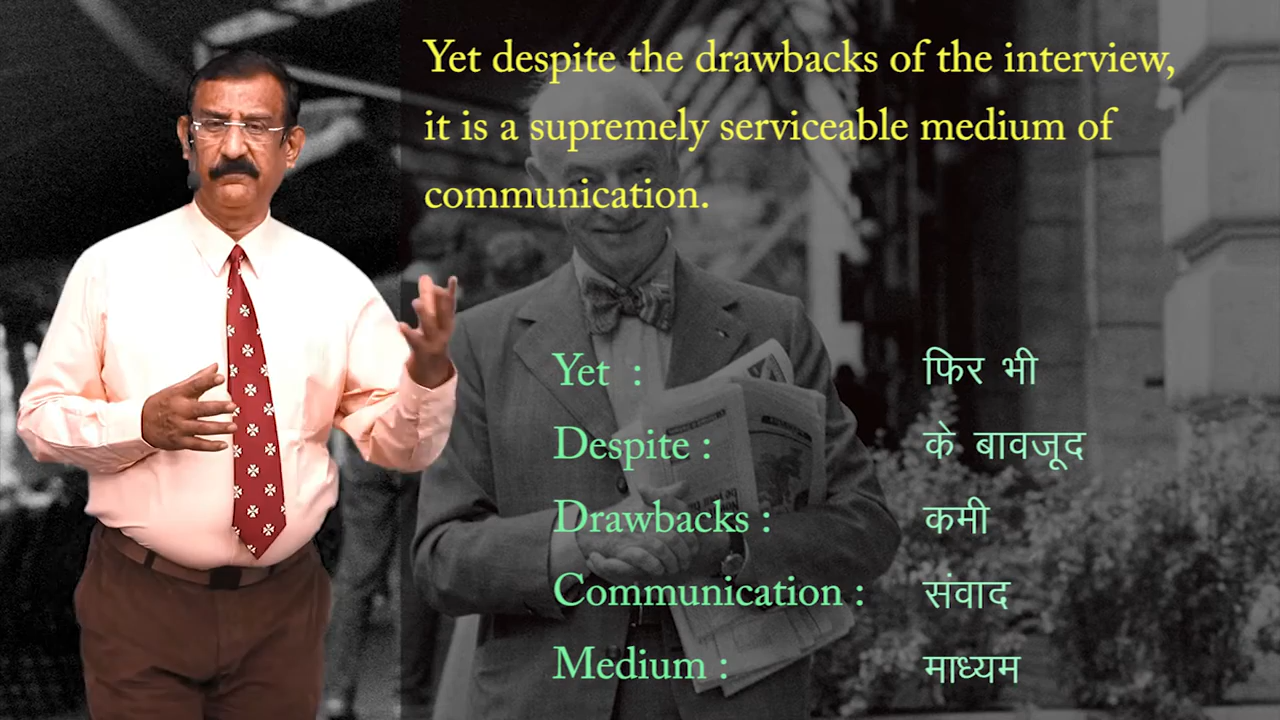 Yet despite the drawbacks of the interview,
it is a supremely serviceable medium of
communication.
Yet : फिर भी
Despite : के बावजूद
Drawbacks : कमी
Communication : संवाद
Medium : माध्यम